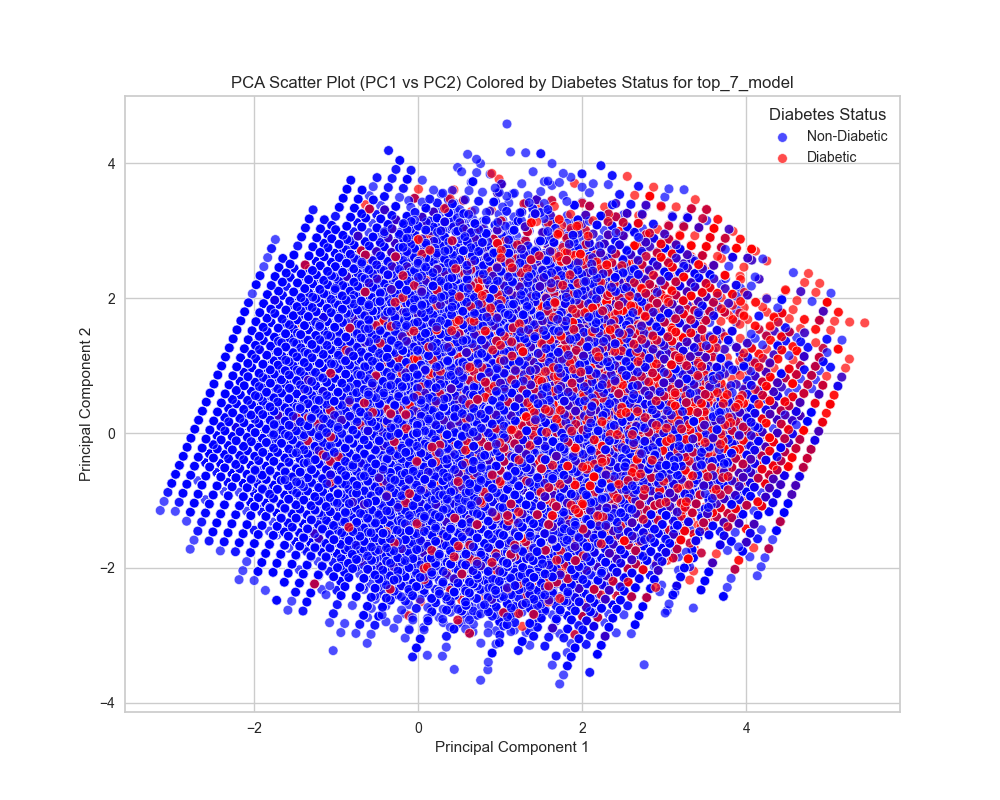 PCA Scatter Plot (PC1 vs PC2) Colored by Diabetes Status for top_7_model
Diabetes Status
Non-Diabetic
Diabetic
Principal Component 2
4
2
0
−2
−4
−2
0
2
4
Principal Component 1